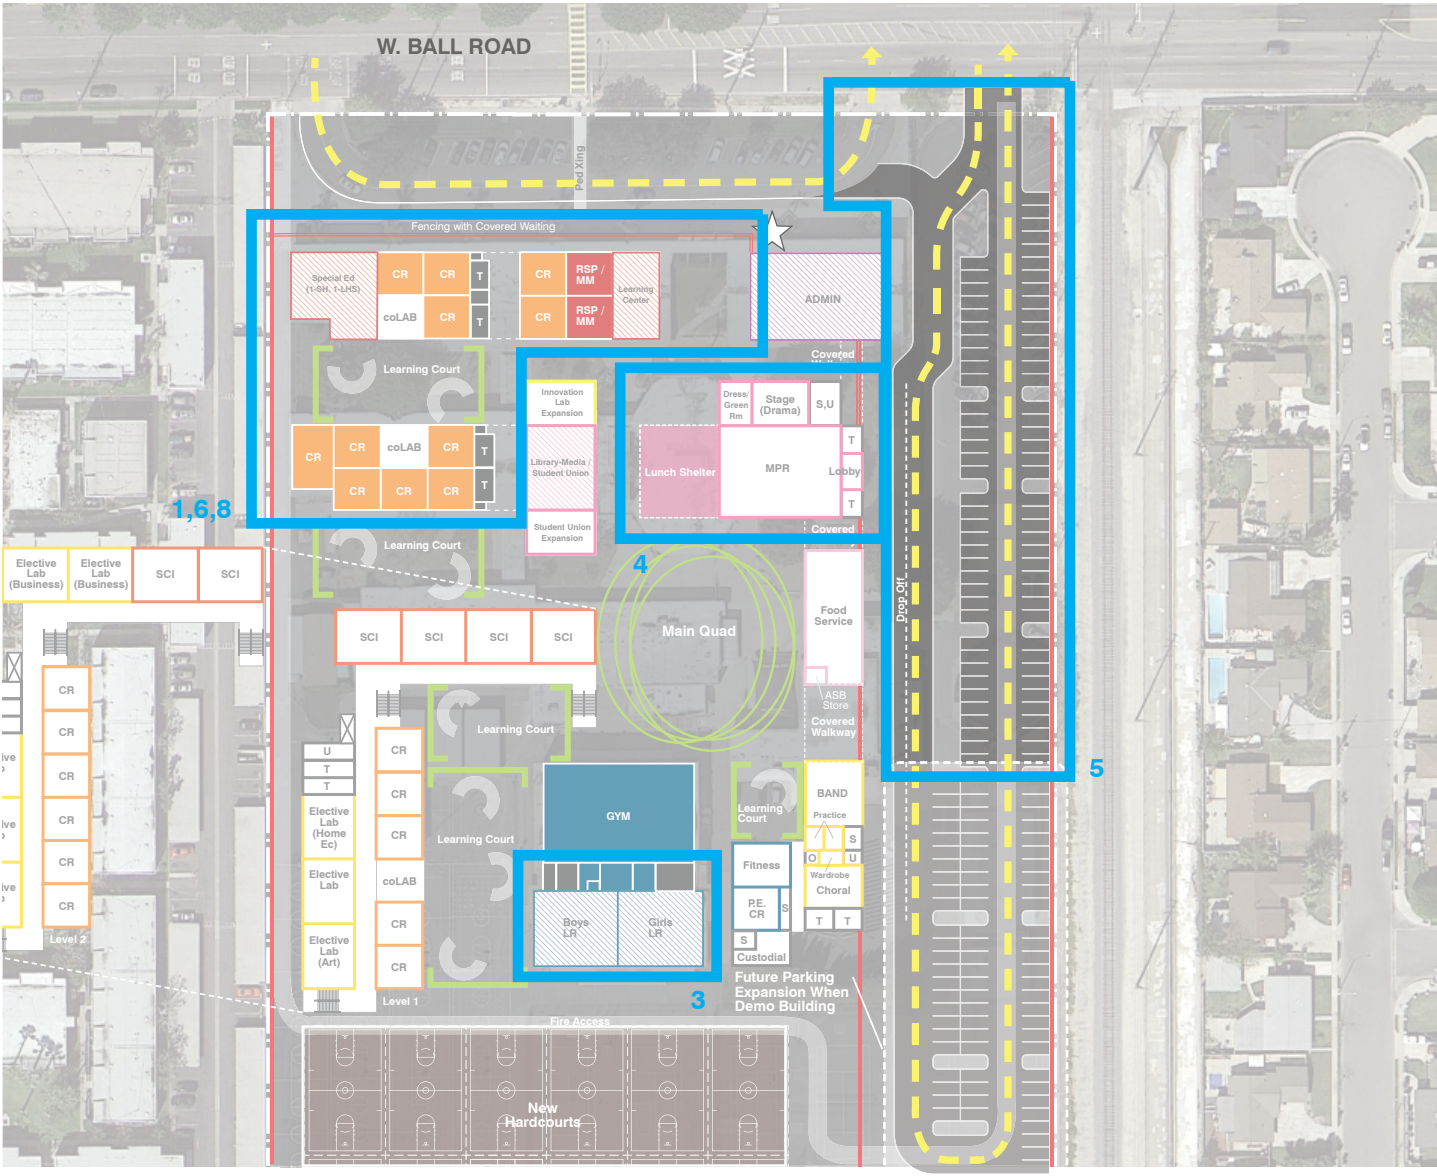 W. BALL ROAD
Ped Xing
Fencing with Covered Waiting
Special Ed
(1-SH, 1-LHS)
CR
CR
T
CR
RSP /
MM
Learning
Center
coLAB
CR
T
CR
RSP /
MM
ADMIN
Covered
Learning Court
Innovation
Lab
Expansion
Dress/
Green
Rm
Stage
(Drama)
S,U
CR
CR
coLAB
CR
T
CR
CR
CR
T
Library-Media /
Student Union
Lunch Shelter
MPR
T
Lobby
T
1,6,8
Student Union
Expansion
Covered
Learning Court
4
Elective
Lab
(Business)
Elective
Lab
(Business)
SCI
SCI
Drop Off
SCI
SCI
SCI
SCI
Main Quad
Food
Service
ASB
Store
Covered
Walkway
CR
CR
CR
CR
CR
CR
Level 2
Learning Court
U
T
T
CR
CR
CR
coLAB
CR
CR
Level 1
Elective
Lab
(Home
Ec)
Elective
Lab
Elective
Lab
(Art)
Learning Court
GYM
Learning
Court
BAND
Practice
S
O
U
Wardrobe
Choral
T
T
5
Fitness
P.E.
CR
S
S
Custodial
Boys
LR
Girls
LR
3
Future Parking
Expansion When
Demo Building
Fire Access
New
Hardcourts